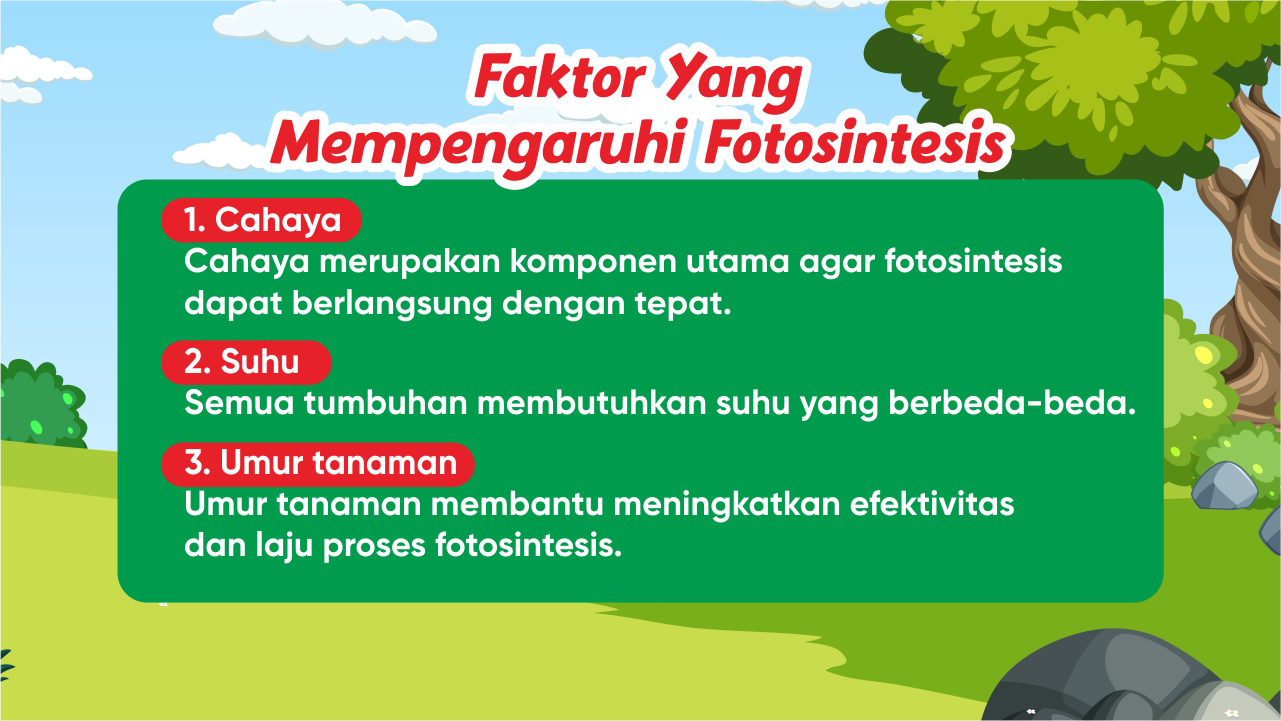 Faktor Yang
Mempengaruhi Fotosintesis
1. Cahaya
Cahaya merupakan komponen utama agar fotosintesis
dapat berlangsung dengan tepat.
2. Suhu
Semua tumbuhan membutuhkan suhu yang berbeda-beda.
3. Umur tanaman
Umur tanaman membantu meningkatkan efektivitas
dan laju proses fotosintesis.